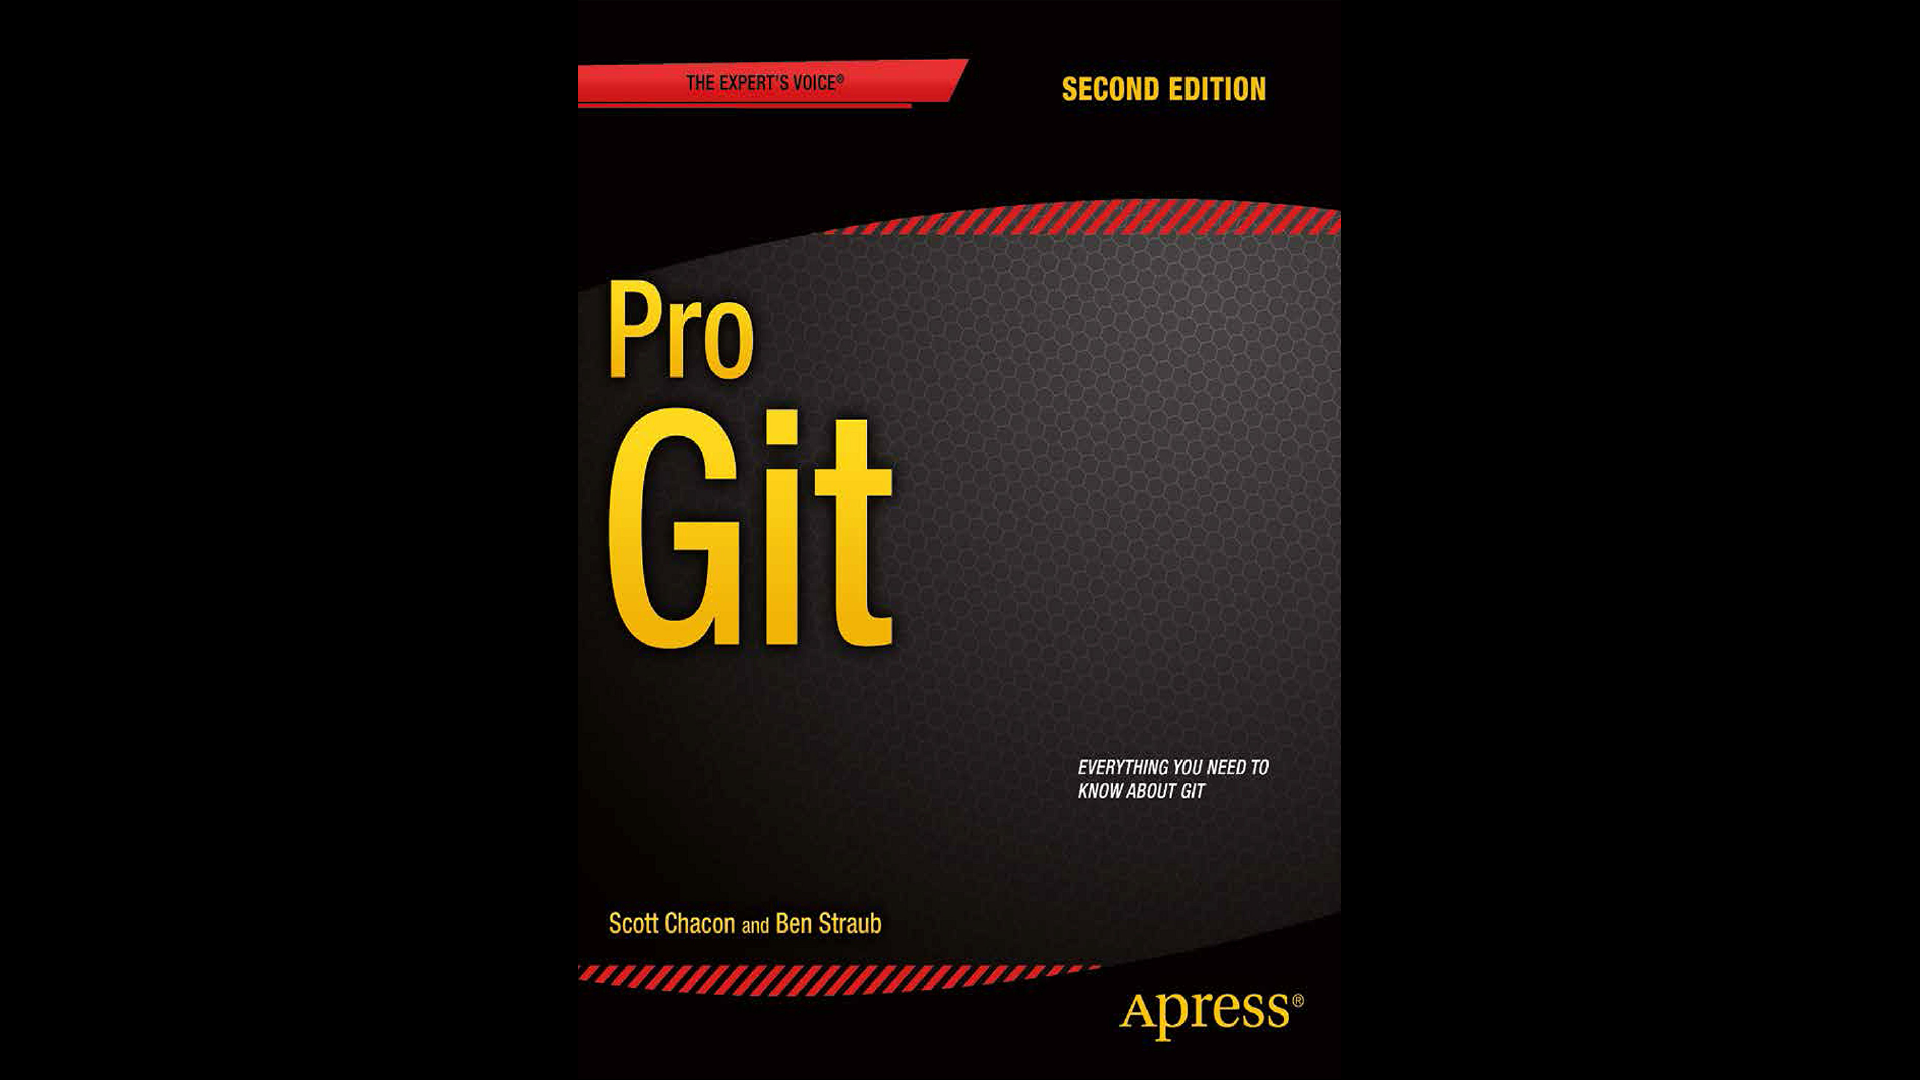 THE EXPERT'S VOICE®
SECOND EDITION
Pro
Git
EVERYTHING YOU NEED TO
KNOW ABOUT GIT
Scott Chacon and Ben Straub
Apress®